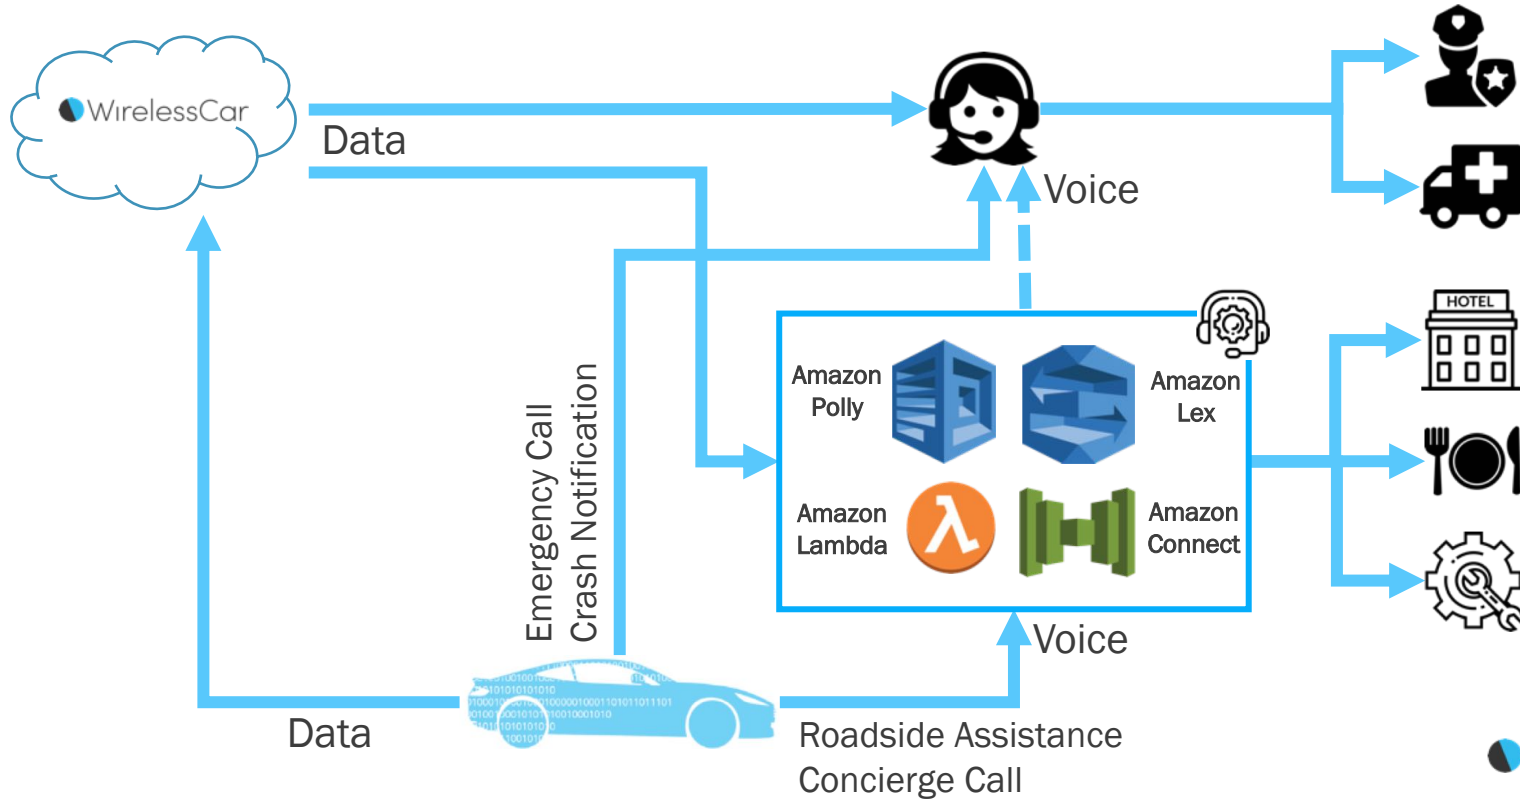 WirelessCar
Data
Voice
HOTEL
Amazon
Polly
Amazon
Lex
Emergency Call
Crash Notification
Amazon
Lambda
Amazon
Connect
Voice
Data
Roadside Assistance
Concierge Call